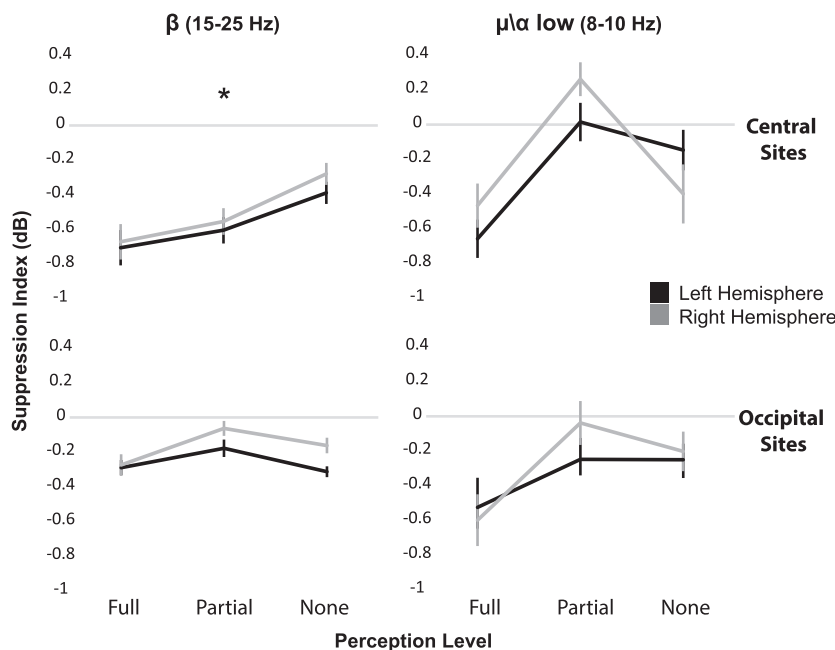 β (15-25 Hz)
μ\α low (8-10 Hz)
0.4
0.2
*
0
-0.2
-0.4
-0.6
-0.8
-1
0.4
0.2
0
-0.2
-0.4
-0.6
-0.8
-1
Central
Sites
Left Hemisphere
Right Hemisphere
Suppression Index (dB)
0.4
0.2
0
-0.2
-0.4
-0.6
-0.8
-1
0.4
0.2
0
-0.2
-0.4
-0.6
-0.8
-1
Occipital
Sites
Full Partial None
Full Partial None
Perception Level